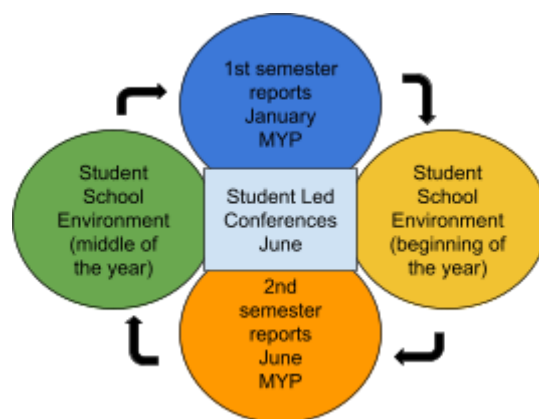 1st semester
reports
January
MYP
Student
School
Environment
(middle of
the year)
Student Led
Conferences
June
Student
School
Environment
(beginning of
the year)
2nd
semester
reports
June
MYP